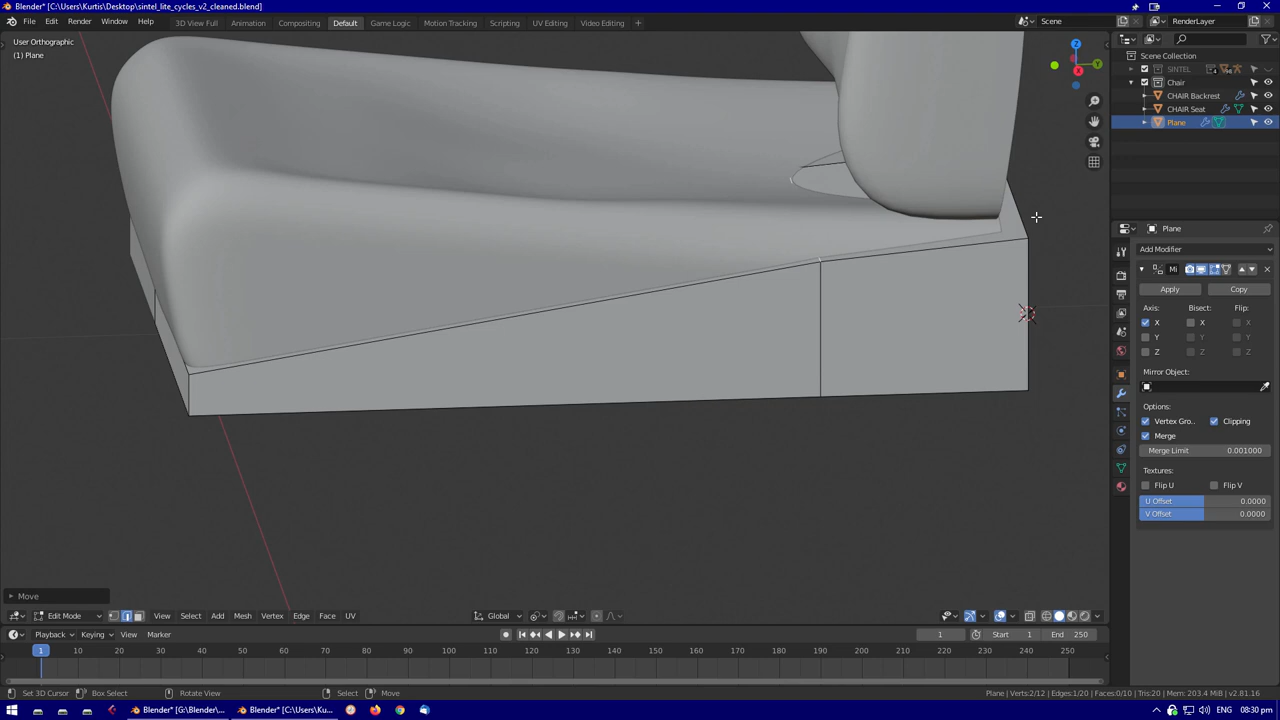 Blender* [C:\Users\Kurtis\Desktop\sintel_lite_cycles_v2_cleaned.blend]
File Edit Render Window Help 3D View Full Animation Compositing Default Game Logic Motion Tracking Scripting UV Editing Video Editing + Scene RenderLayer
User Orthographic
(1) Plane
Z
Y
X
Scene Collection
SINTEL 4 98
Chair
CHAIR Backrest
CHAIR Seat
Plane
Plane
Add Modifier
Mi
Apply Copy
Axis: Bisect: Flip:
X X X
Y Y Y
Z Z Z
Mirror Object:
Options:
Vertex Gro.. Clipping
Merge
Merge Limit 0.001000
Textures:
Flip U Flip V
U Offset 0.0000
V Offset 0.0000
Move
Edit Mode View Select Add Mesh Vertex Edge Face UV Global
Playback Keying View Marker 1 Start 1 End 250
1 10 20 30 40 50 60 70 80 90 100 110 120 130 140 150 160 170 180 190 200 210 220 230 240 250
Set 3D Cursor Box Select Rotate View Select Move Plane | Verts:2/12 | Edges:1/20 | Faces:0/10 | Tris:20 | Mem: 203.4 MiB | v2.81.16
Blender* [G:\Blender\... Blender* [C:\Users\Ku... ENG 08:30 pm